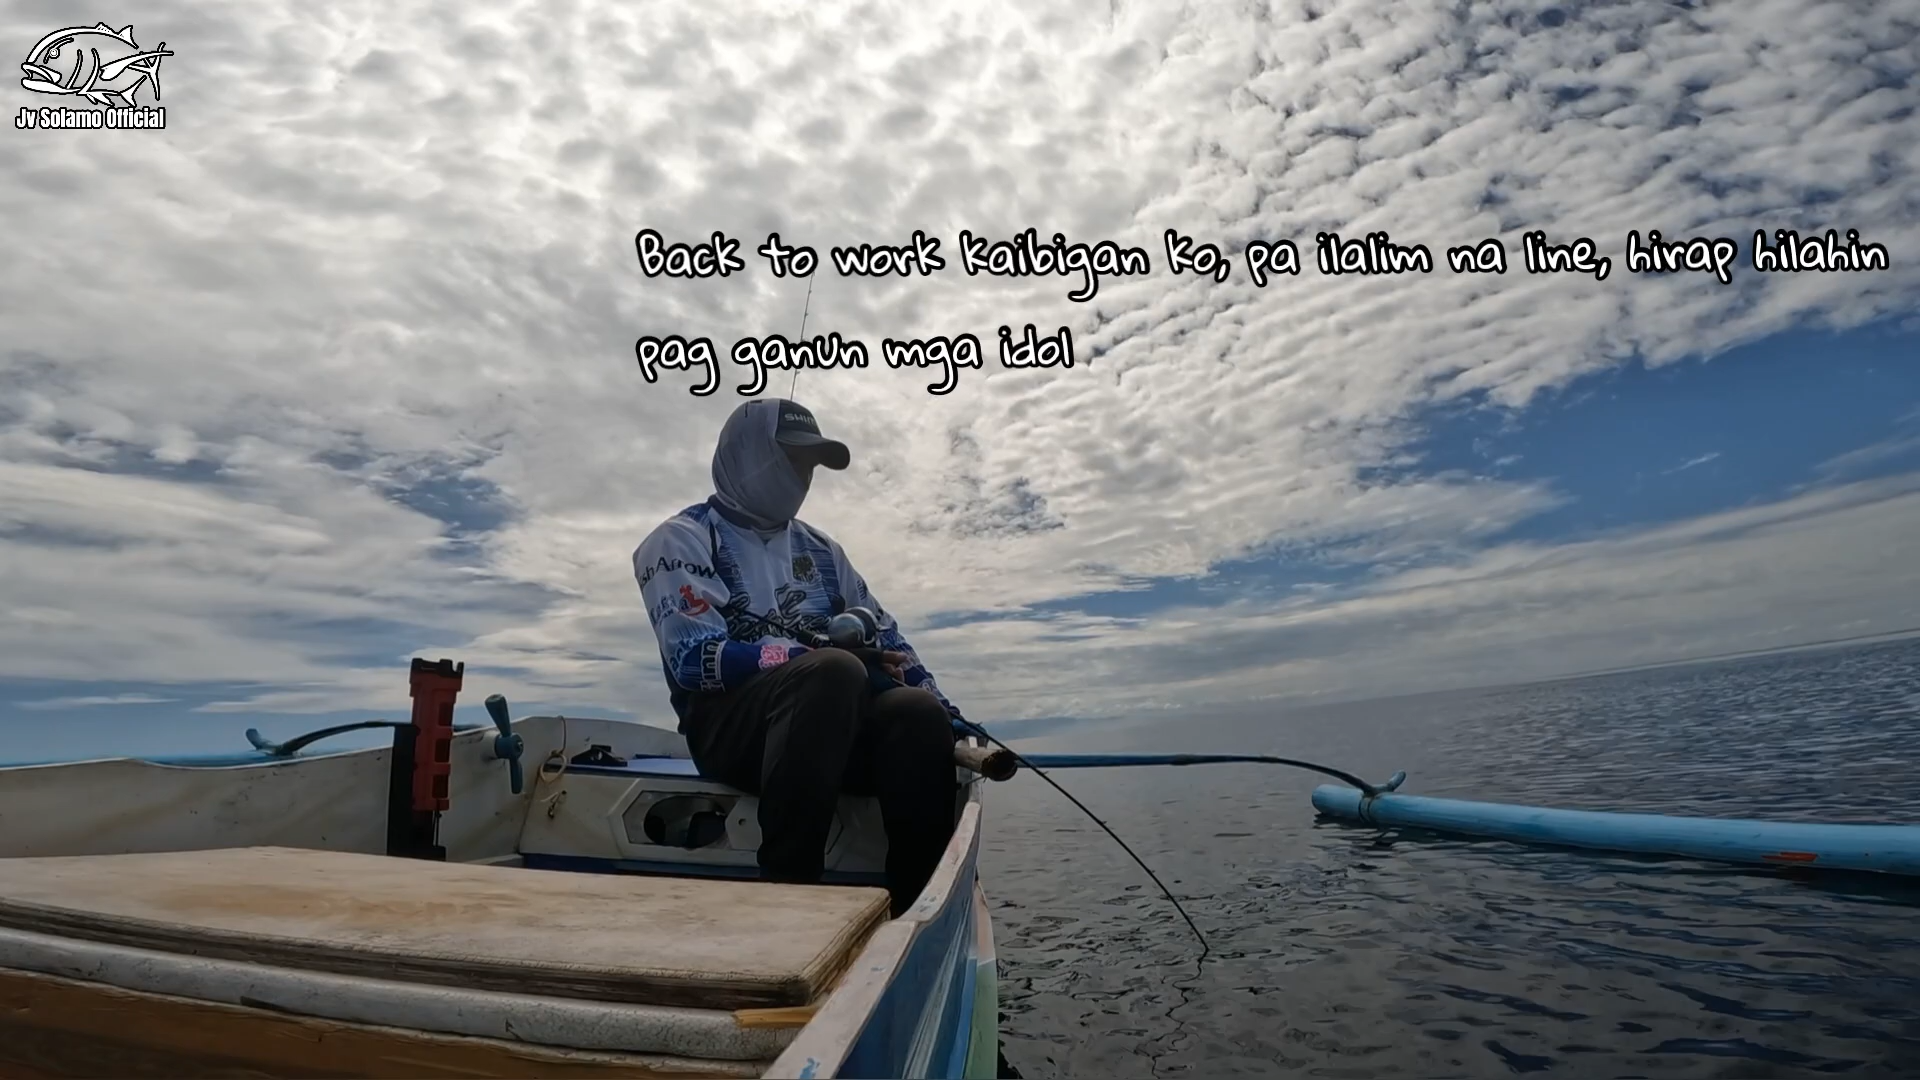 Jv Solamo Official
Back to work kaibigan ko, pa ilalim na line, hirap hilahin
pag ganun mga idol